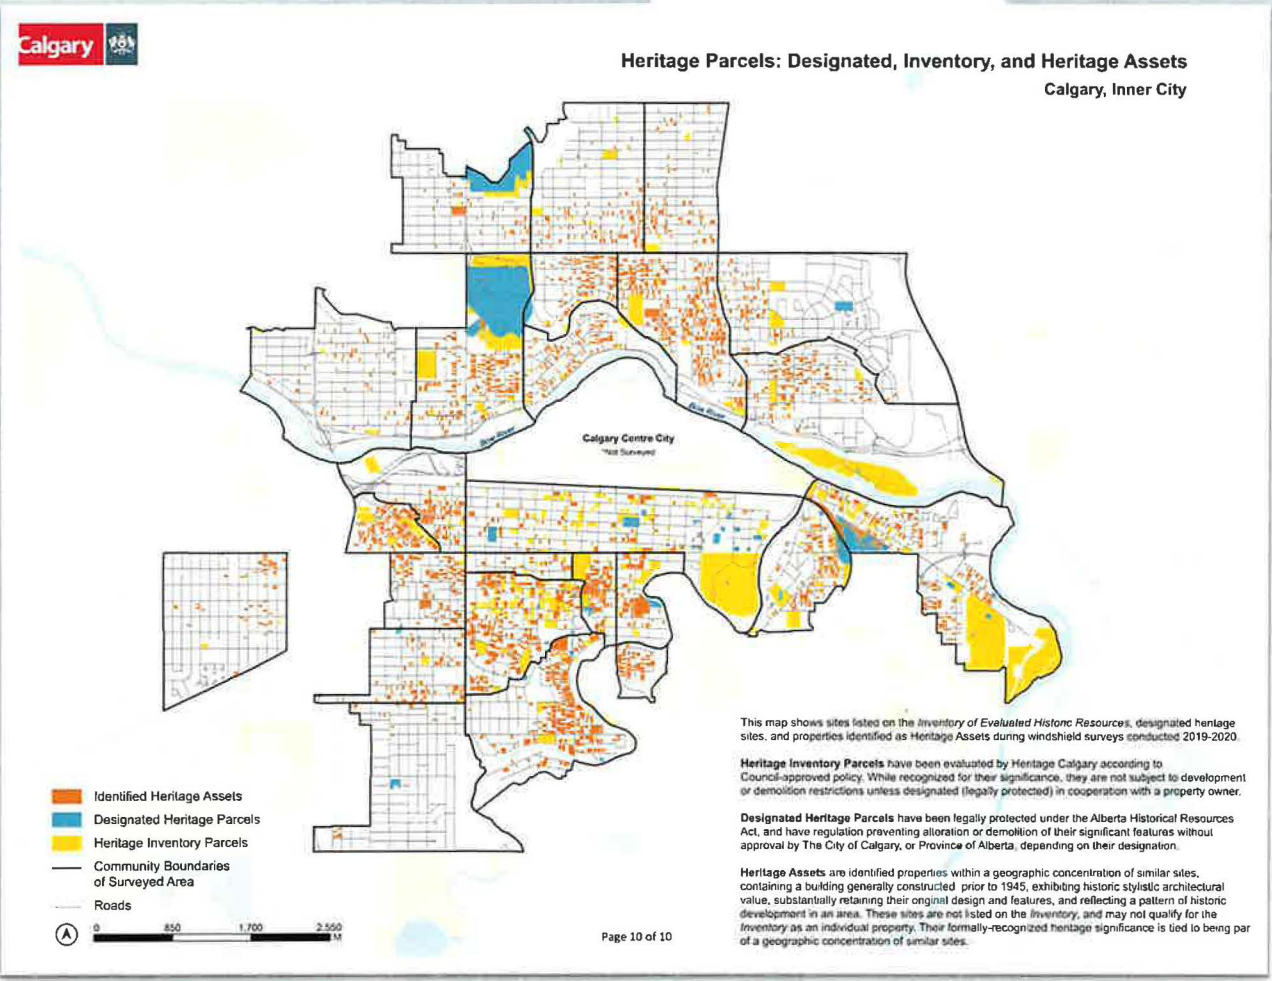 Calgary
Heritage Parcels: Designated, Inventory, and Heritage Assets
Calgary, Inner City
Bow River
Bow River
Calgary Centre City
*Not Surveyed
This map shows sites listed on the Inventory of Evaluated Historic Resources, designated heritage
sites, and properties identified as Heritage Assets during windshield surveys conducted 2019-2020.
Heritage Inventory Parcels have been evaluated by Heritage Calgary according to
Council-approved policy. While recognized for their significance, they are not subject to development
or demolition restrictions unless designated (legally protected) in cooperation with a property owner.
Designated Heritage Parcels have been legally protected under the Alberta Historical Resources
Act, and have regulation preventing alteration or demolition of their significant features without
approval by The City of Calgary, or Province of Alberta, depending on their designation.
Heritage Assets are identified properties within a geographic concentration of similar sites,
containing a building generally constructed prior to 1945, exhibiting historic stylistic architectural
value, substantially retaining their original design and features, and reflecting a pattern of historic
development in an area. These sites are not listed on the Inventory, and may not qualify for the
Inventory as an individual property. Their formally-recognized heritage significance is tied to being par
of a geographic concentration of similar sites.
Identified Heritage Assets
Designated Heritage Parcels
Heritage Inventory Parcels
Community Boundaries
of Surveyed Area
Roads
0 850 1,700 2,550
M
Page 10 of 10